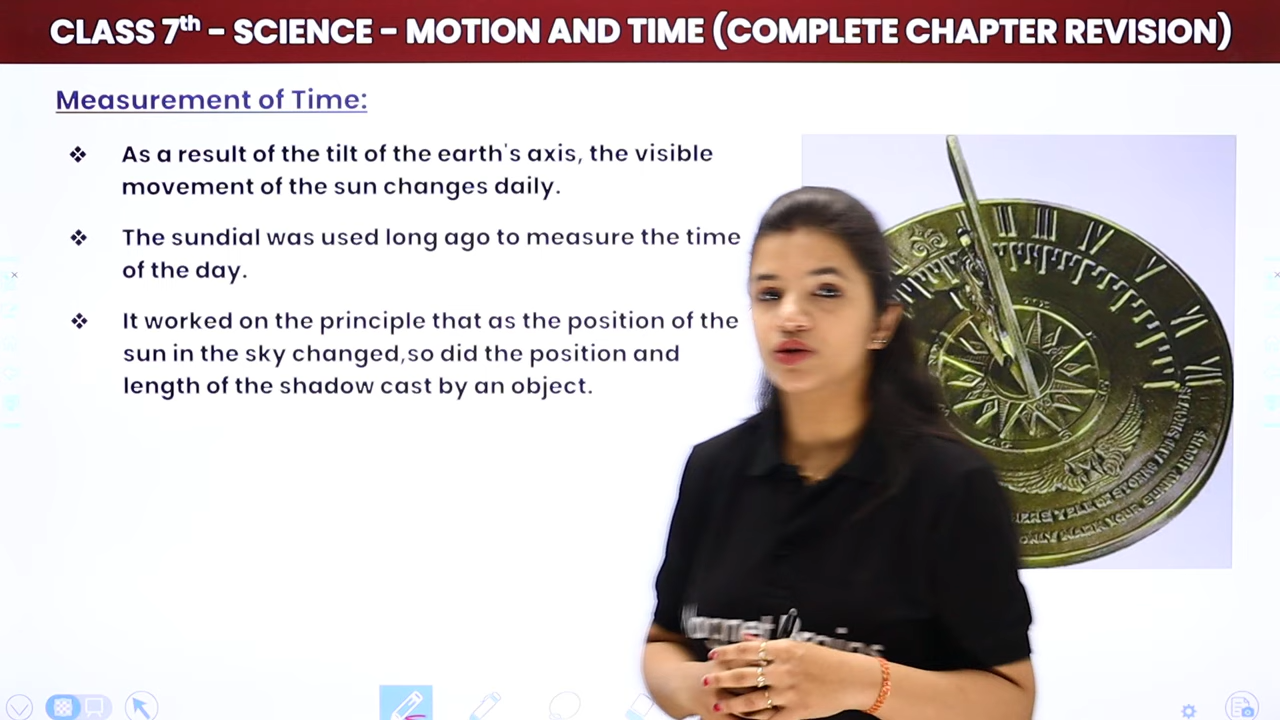 CLASS 7th – SCIENCE – MOTION AND TIME (COMPLETE CHAPTER REVISION)
Measurement of Time:
❖ As a result of the tilt of the earth's axis, the visible
movement of the sun changes daily.
❖ The sundial was used long ago to measure the time
of the day.
❖ It worked on the principle that as the position of the
sun in the sky changed,so did the position and
length of the shadow cast by an object.